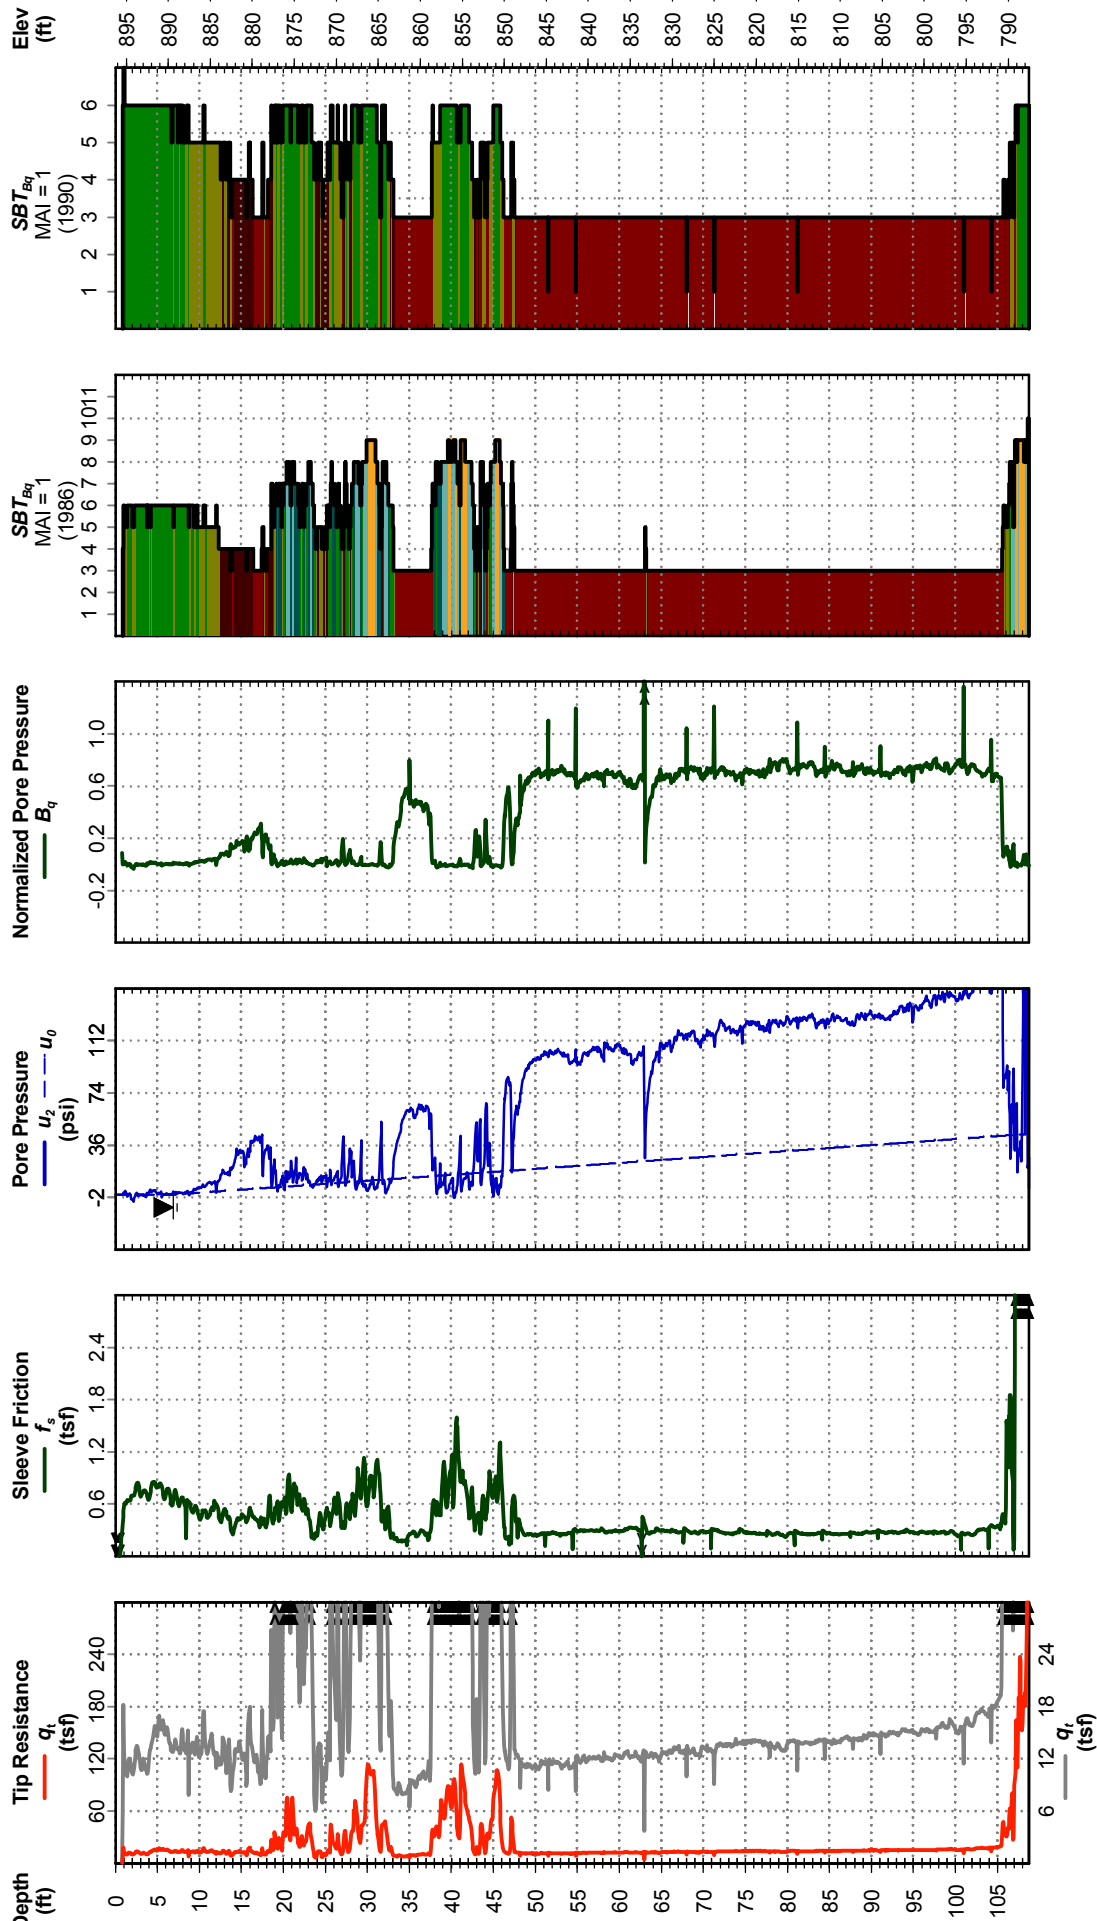 Depth
(ft)
0
5
10
15
20
25
30
35
40
45
50
55
60
65
70
75
80
85
90
95
100
105
Tip Resistance
qt
(tsf)
60 120 180 240
6 12 18 24
qt
(tsf)
Sleeve Friction
fs
(tsf)
0.6 1.2 1.8 2.4
Pore Pressure
u2 u0
(psi)
-2 36 74 112
Normalized Pore Pressure
Bq
-0.2 0.2 0.6 1.0
SBTBq
MAI = 1
(1986)
1 2 3 4 5 6 7 8 9 10 11
SBTBq
MAI = 1
(1990)
1 2 3 4 5 6
Elev
(ft)
895
890
885
880
875
870
865
860
855
850
845
840
835
830
825
820
815
810
805
800
795
790